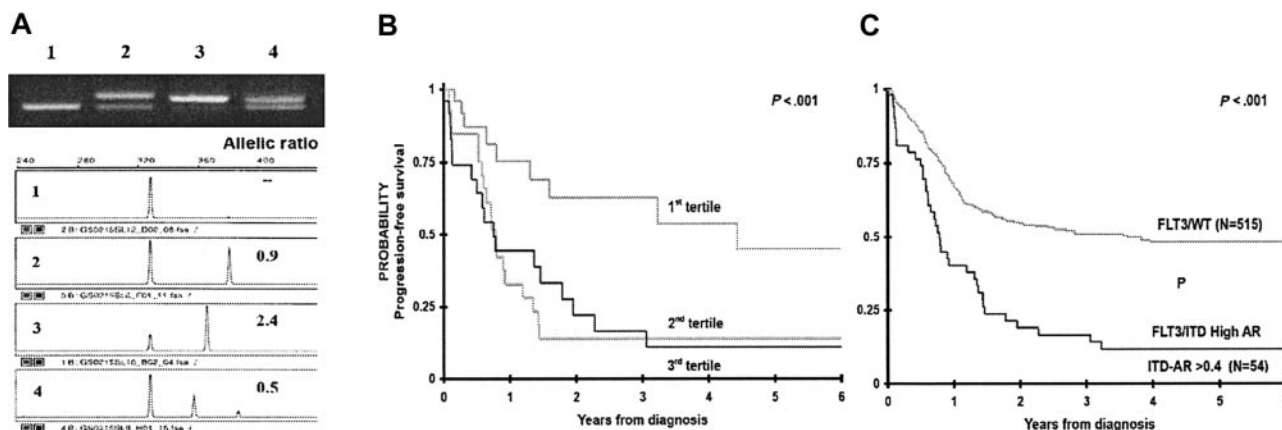 A
1 2 3 4
Allelic ratio
240 280 320 360 400
1 --
2 0.9
3 2.4
4 0.5
B
PROBABILITY
Progression-free survival
1
0.75
0.5
0.25
0
P < .001
1st tertile
2nd tertile
3rd tertile
0 1 2 3 4 5 6
Years from diagnosis
C
1
0.75
0.5
0.25
0
P < .001
FLT3/WT (N=515)
P
FLT3/ITD High AR
ITD-AR >0.4 (N=54)
0 1 2 3 4 5 6
Years from diagnosis